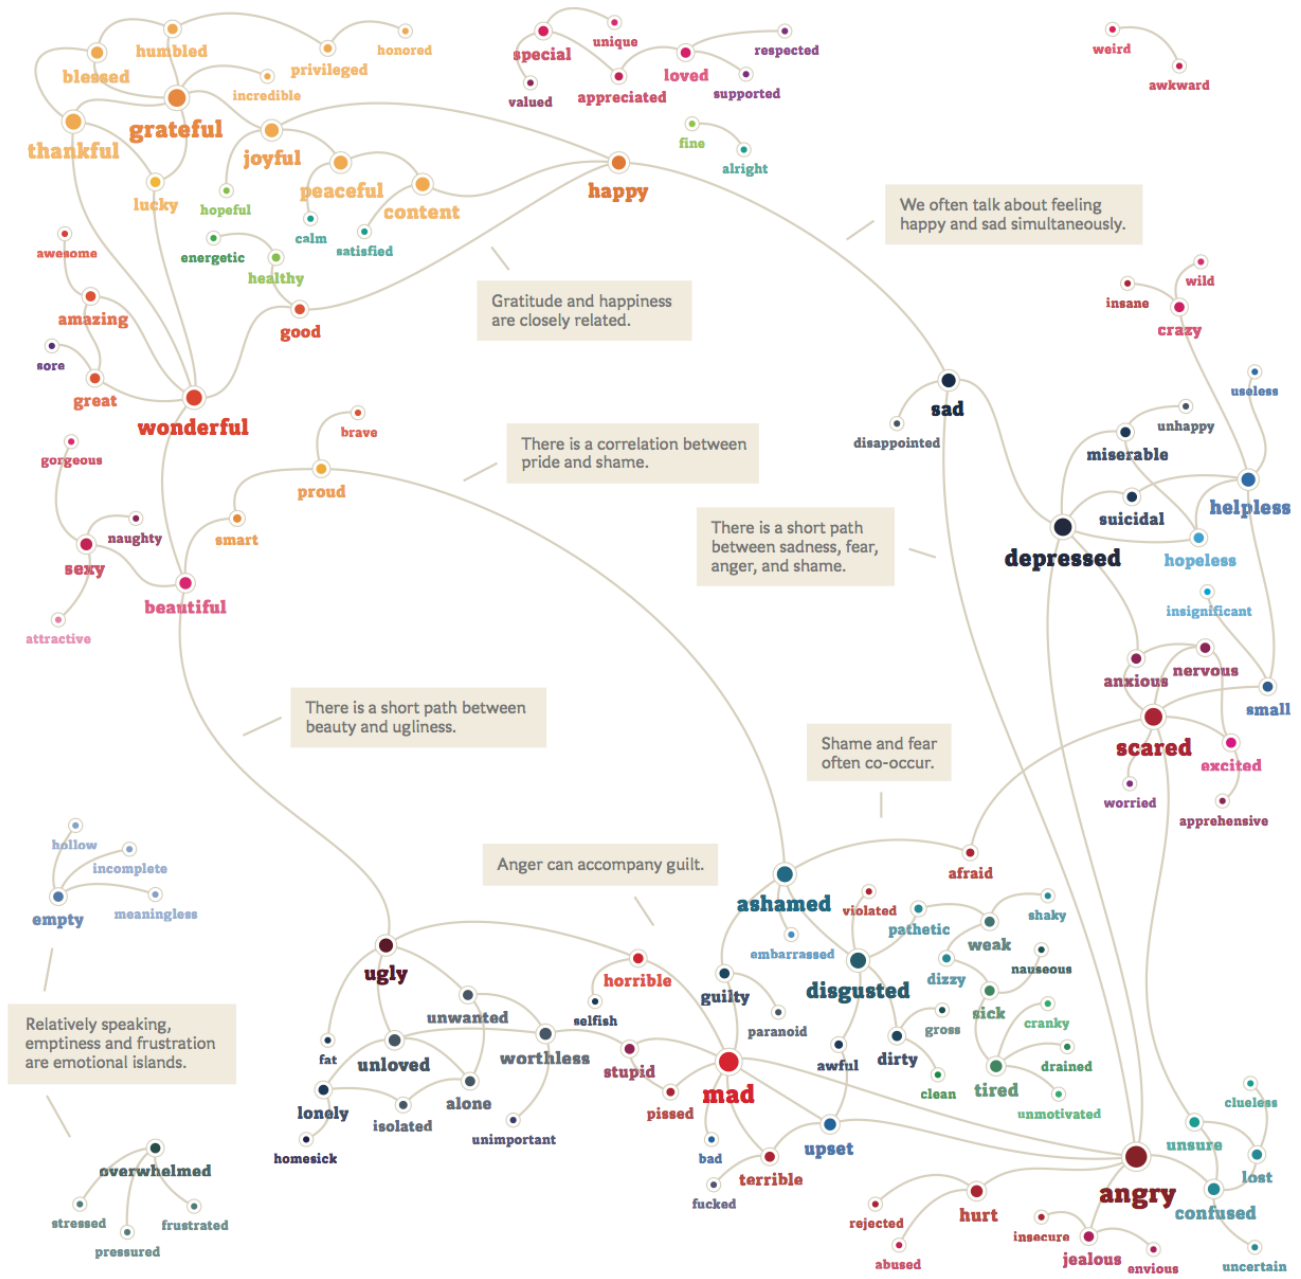 humbled
honored
privileged
blessed
incredible
grateful
thankful
joyful
lucky
hopeful
peaceful
content
calm
satisfied
energetic
healthy
happy
special
unique
respected
loved
supported
valued
appreciated
fine
alright
weird
awkward
We often talk about feeling
happy and sad simultaneously.
awesome
amazing
good
sore
great
wonderful
Gratitude and happiness
are closely related.
wild
insane
crazy
useless
sad
disappointed
unhappy
miserable
suicidal
helpless
depressed
hopeless
insignificant
brave
proud
smart
gorgeous
naughty
sexy
beautiful
attractive
There is a correlation between
pride and shame.
There is a short path
between sadness, fear,
anger, and shame.
nervous
anxious
small
scared
excited
worried
apprehensive
There is a short path between
beauty and ugliness.
Shame and fear
often co-occur.
hollow
incomplete
empty
meaningless
Anger can accompany guilt.
afraid
ashamed
violated
pathetic
shaky
weak
embarrassed
dizzy
nauseous
disgusted
sick
ugly
horrible
guilty
selfish
paranoid
gross
cranky
unwanted
fat
unloved
worthless
stupid
mad
awful
dirty
clean
drained
tired
unmotivated
Relatively speaking,
emptiness and frustration
are emotional islands.
lonely
isolated
alone
pissed
homesick
unimportant
bad
upset
terrible
fucked
overwhelmed
stressed
frustrated
pressured
clueless
unsure
lost
angry
confused
hurt
rejected
abused
insecure
jealous
envious
uncertain